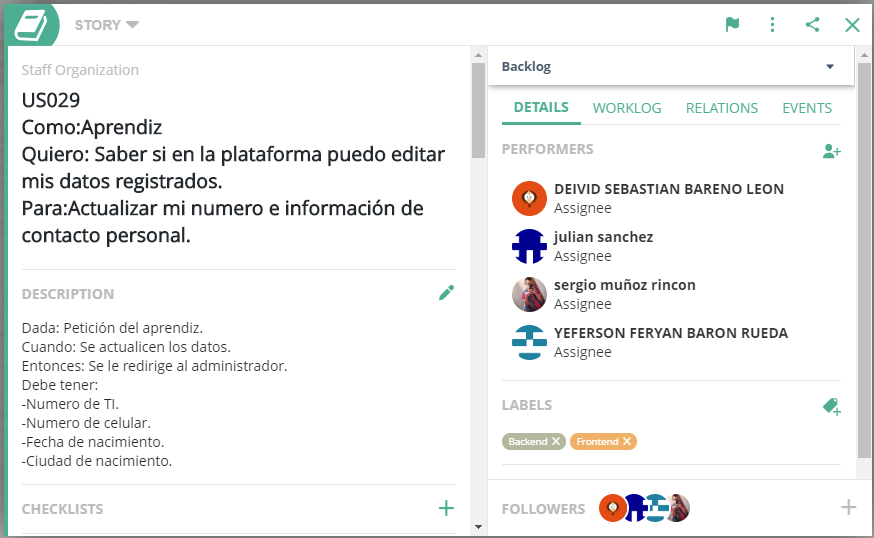 STORY
Staff Organization
US029
Como:Aprendiz
Quiero: Saber si en la plataforma puedo editar
mis datos registrados.
Para:Actualizar mi numero e información de
contacto personal.
DESCRIPTION
Dada: Petición del aprendiz.
Cuando: Se actualicen los datos.
Entonces: Se le redirige al administrador.
Debe tener:
-Numero de TI.
-Numero de celular.
-Fecha de nacimiento.
-Ciudad de nacimiento.
CHECKLISTS
Backlog
DETAILS WORKLOG RELATIONS EVENTS
PERFORMERS
DEIVID SEBASTIAN BARENO LEON
Assignee
julian sanchez
Assignee
sergio muñoz rincon
Assignee
YEFERSON FERYAN BARON RUEDA
Assignee
LABELS
Backend Frontend
FOLLOWERS